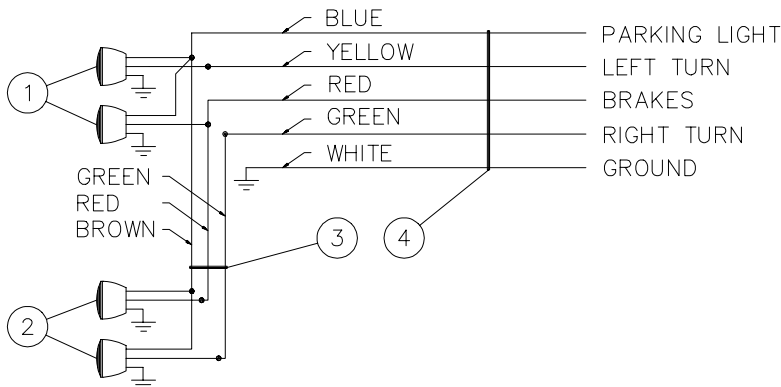 BLUE
PARKING LIGHT
YELLOW
LEFT TURN
RED
BRAKES
1
GREEN
RIGHT TURN
WHITE
GROUND
GREEN
RED
BROWN
3
4
2